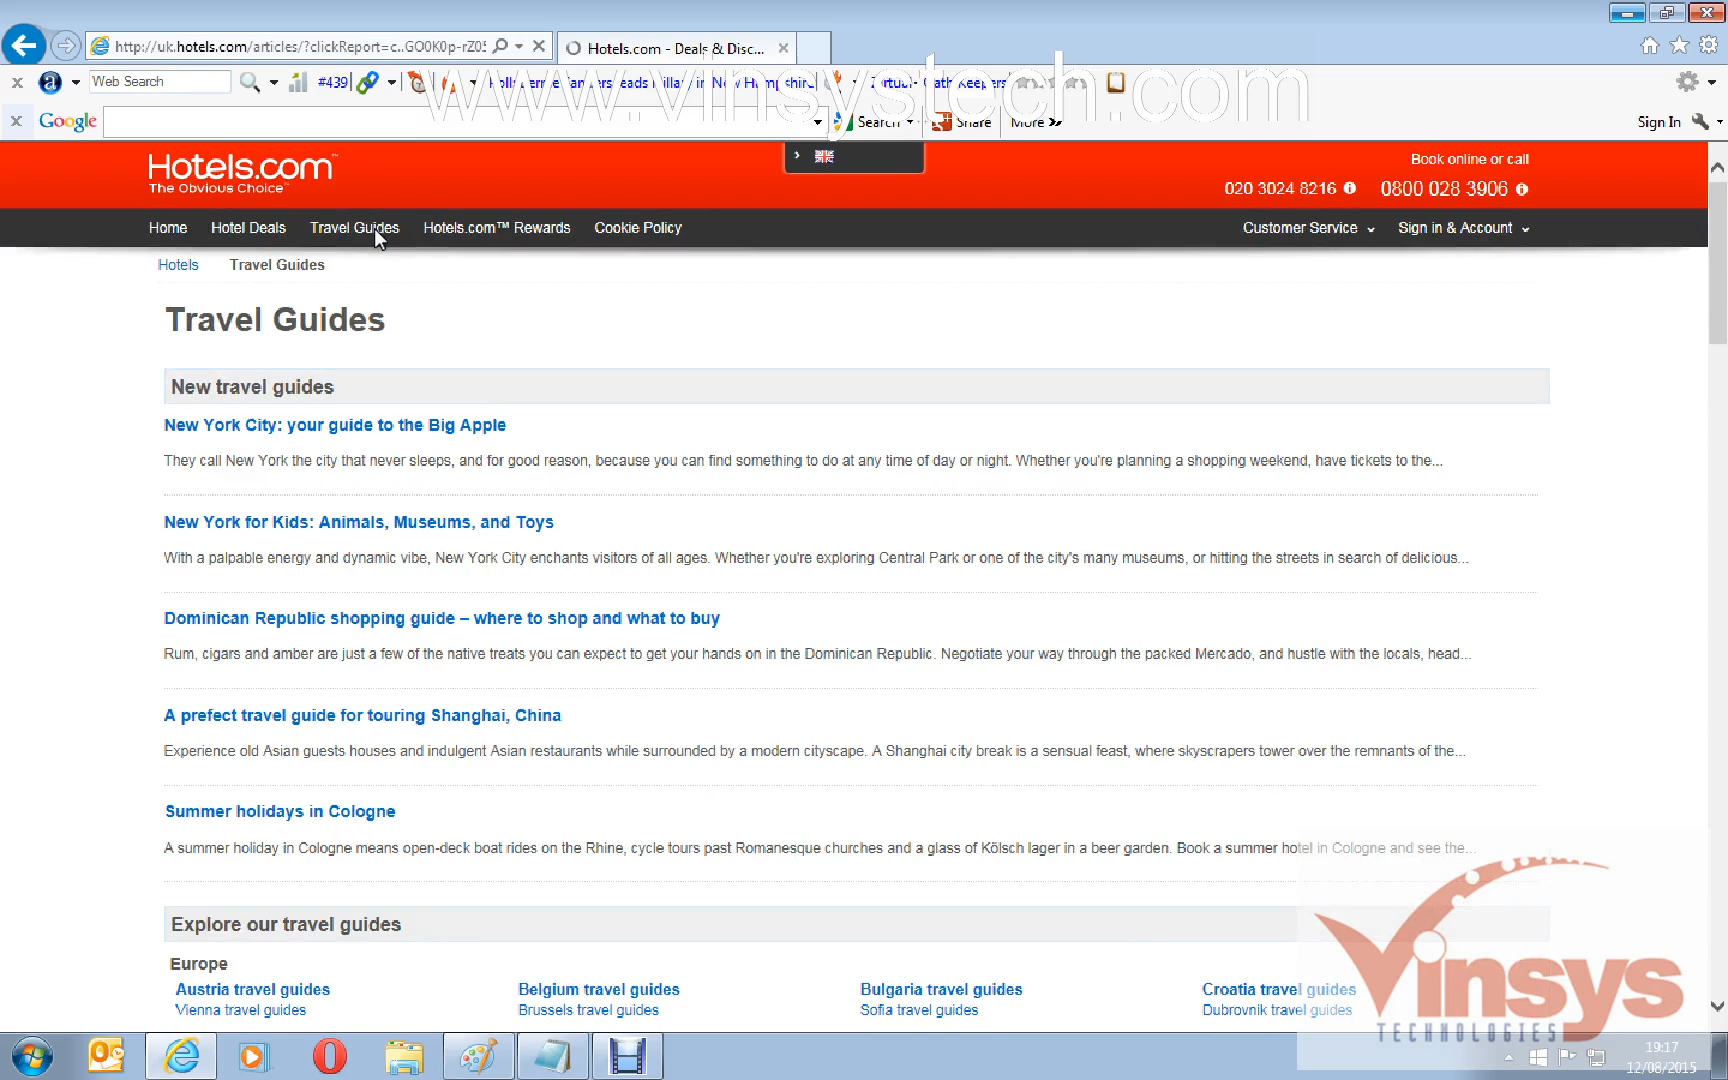 http://uk.hotels.com/articles/?clickReport=c..GO0K0p-rZ05
Hotels.com - Deals & Disc...
Web Search
#439
in New Hampshire
www.vinsystech.com
Google
Search
Share
More
Sign In
Hotels.com™
The Obvious Choice™
Book online or call
020 3024 8216
0800 028 3906
Home
Hotel Deals
Travel Guides
Hotels.com™ Rewards
Cookie Policy
Customer Service
Sign in & Account
Hotels
Travel Guides
Travel Guides
New travel guides
New York City: your guide to the Big Apple
They call New York the city that never sleeps, and for good reason, because you can find something to do at any time of day or night. Whether you're planning a shopping weekend, have tickets to the...
New York for Kids: Animals, Museums, and Toys
With a palpable energy and dynamic vibe, New York City enchants visitors of all ages. Whether you're exploring Central Park or one of the city's many museums, or hitting the streets in search of delicious...
Dominican Republic shopping guide – where to shop and what to buy
Rum, cigars and amber are just a few of the native treats you can expect to get your hands on in the Dominican Republic. Negotiate your way through the packed Mercado, and hustle with the locals, head...
A prefect travel guide for touring Shanghai, China
Experience old Asian guests houses and indulgent Asian restaurants while surrounded by a modern cityscape. A Shanghai city break is a sensual feast, where skyscrapers tower over the remnants of the...
Summer holidays in Cologne
A summer holiday in Cologne means open-deck boat rides on the Rhine, cycle tours past Romanesque churches and a glass of Kölsch lager in a beer garden. Book a summer hotel in Cologne and see the...
Explore our travel guides
Europe
Austria travel guides
Belgium travel guides
Bulgaria travel guides
Croatia travel guides
Vienna travel guides
Brussels travel guides
Sofia travel guides
Dubrovnik travel guides
Vinsys
TECHNOLOGIES
19:17
12/08/2015